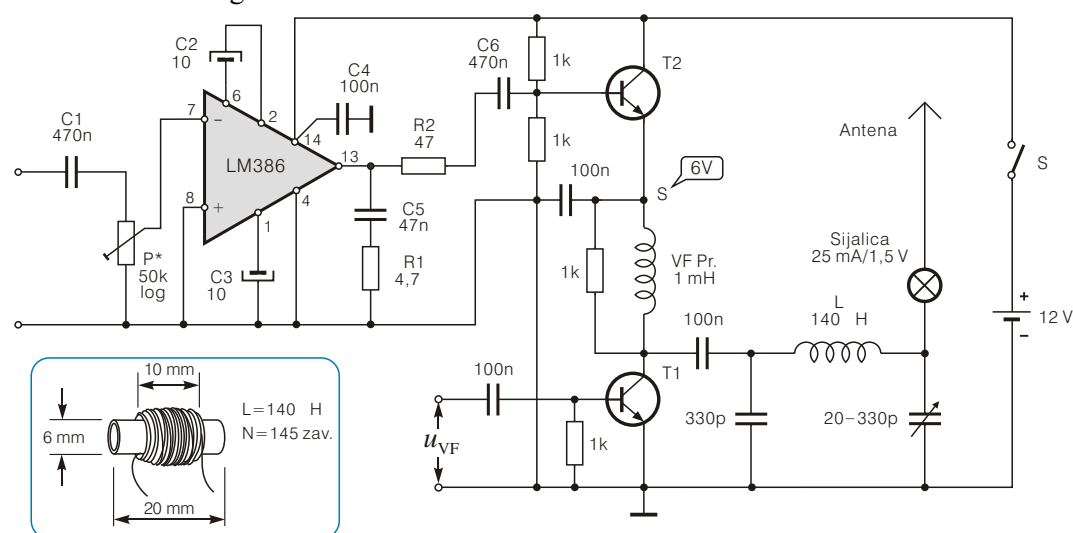 C2
10
6
2
7
−
C4
100n
14
C1
470n
LM386
13
R2
47
C6
470n
1k
T2
1k
8
+
4
1
C5
47n
100n
S
6V
Antena
S
P*
50k
log
C3
10
R1
4,7
1k
VF Pr.
1 mH
Sijalica
25 mA/1,5 V
L
140 H
+
12 V
−
100n
T1
100n
330p
20–330p
1k
uVF
10 mm
6 mm
L=140 H
N=145 zav.
20 mm